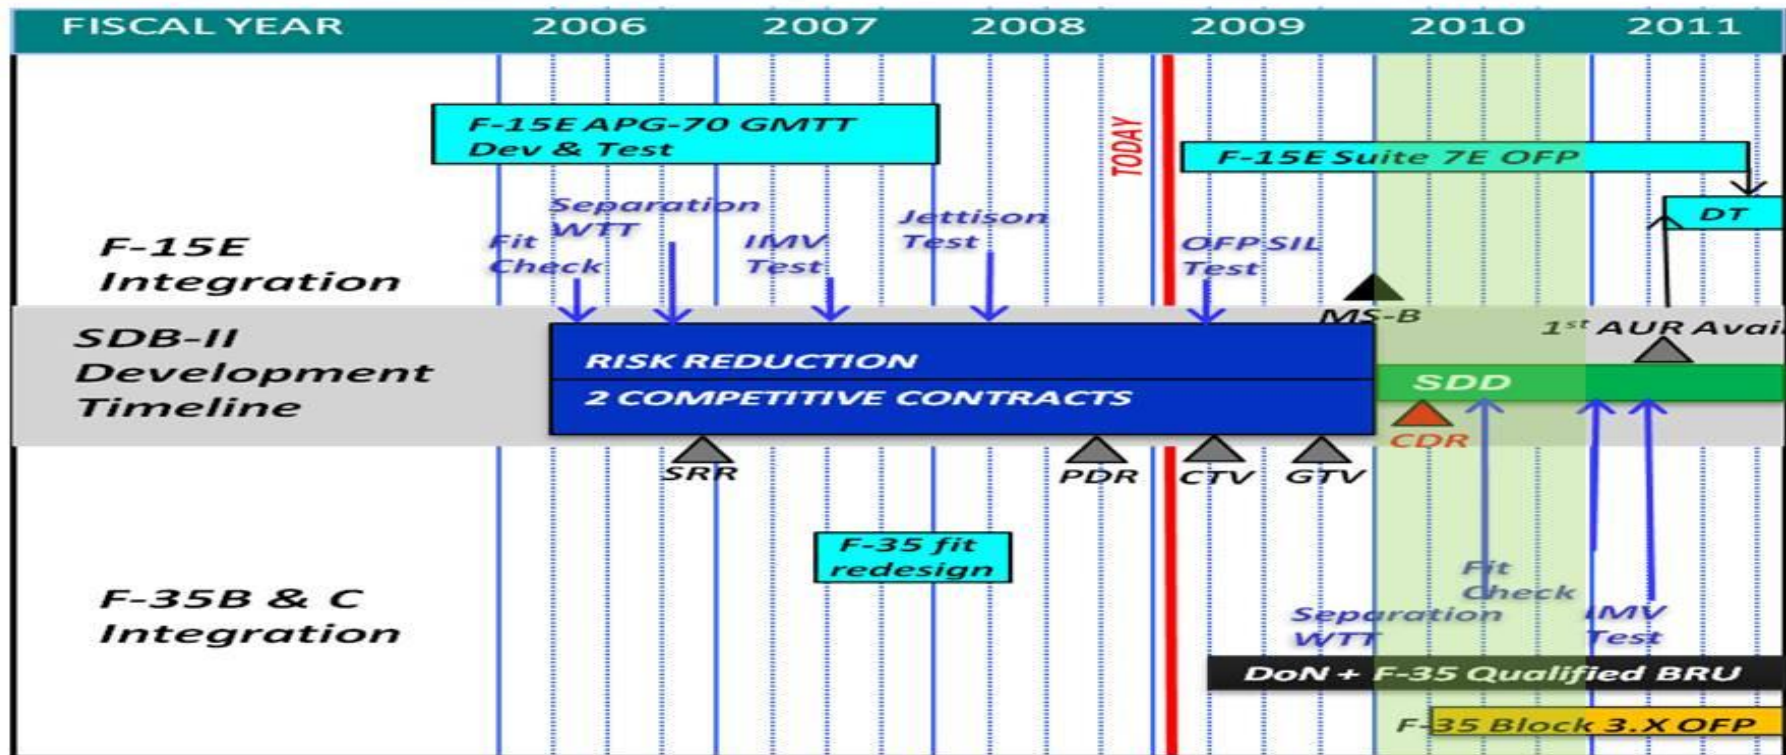 FISCAL YEAR 2006 2007 2008 2009 2010 2011
F-15E APG-70 GMTT
Dev & Test
TODAY
F-15E Suite 7E OFP
DT
F-15E
Integration
Fit
Check
Separation
WTT
IMV
Test
Jettison
Test
OFP SIL
Test
MS-B
1st AUR Avai
SDB-II
Development
Timeline
RISK REDUCTION
2 COMPETITIVE CONTRACTS
SDD
CDR
SRR
PDR
CTV
GTV
F-35 fit
redesign
F-35B & C
Integration
Fit
Check
Separation
WTT
IMV
Test
DoN + F-35 Qualified BRU
F-35 Block 3.X OFP